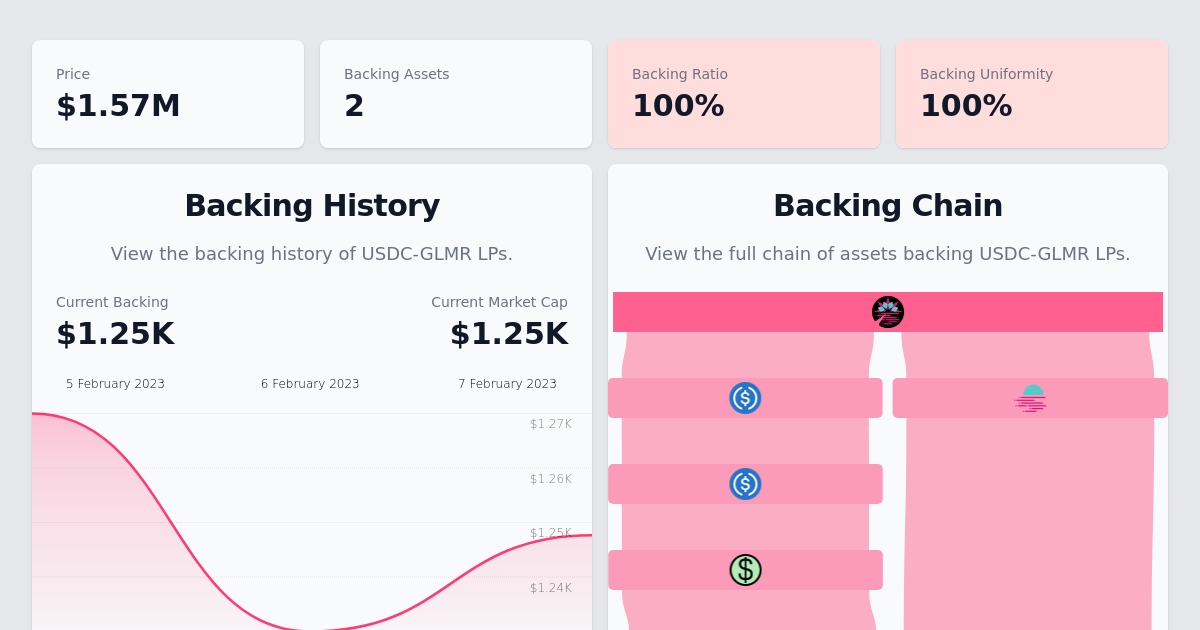 Price
$1.57M
Backing Assets
2
Backing Ratio
100%
Backing Uniformity
100%
Backing History
View the backing history of USDC-GLMR LPs.
Current Backing
$1.25K
Current Market Cap
$1.25K
5 February 2023
6 February 2023
7 February 2023
$1.27K
$1.26K
$1.25K
$1.24K
Backing Chain
View the full chain of assets backing USDC-GLMR LPs.
$
$
$